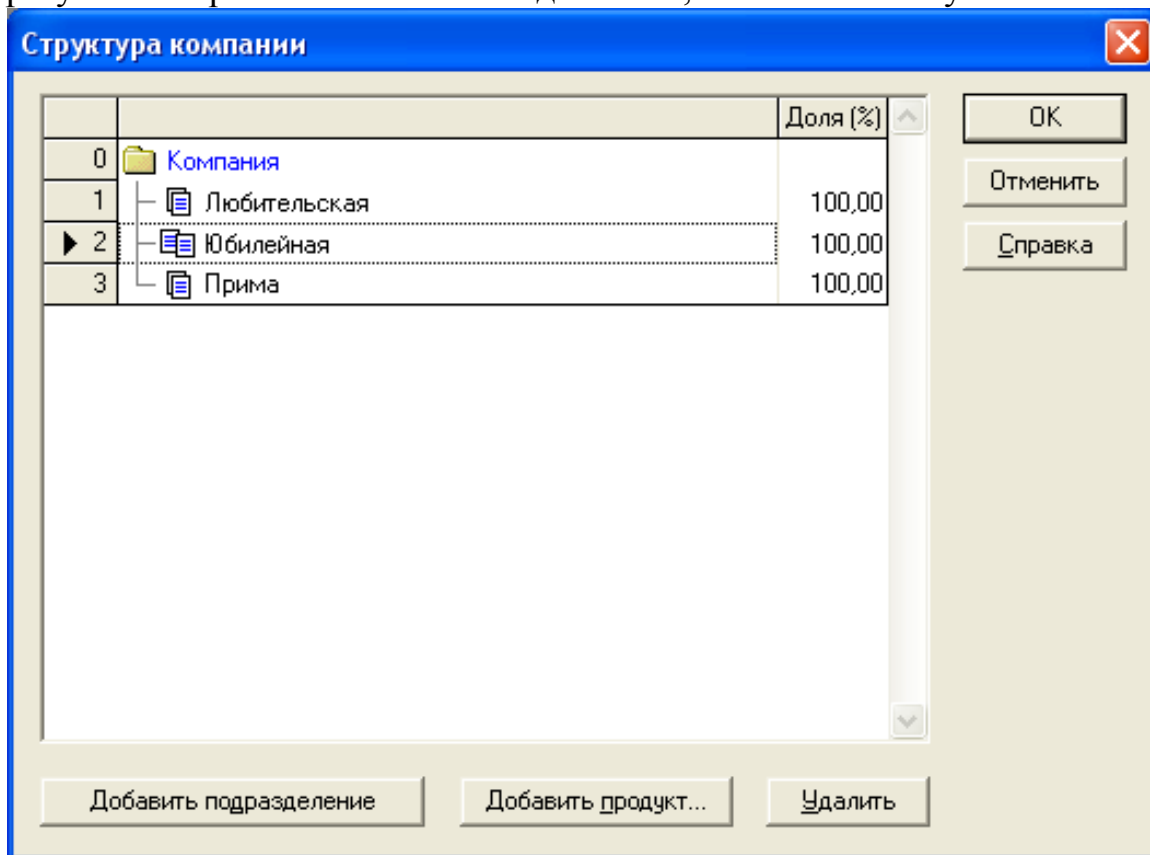 Структура компании
Доля (%)
OK
0 Компания
Отменить
1 Любительская 100,00
2 Юбилейная 100,00
Справка
3 Прима 100,00
Добавить подразделение
Добавить продукт...
Удалить